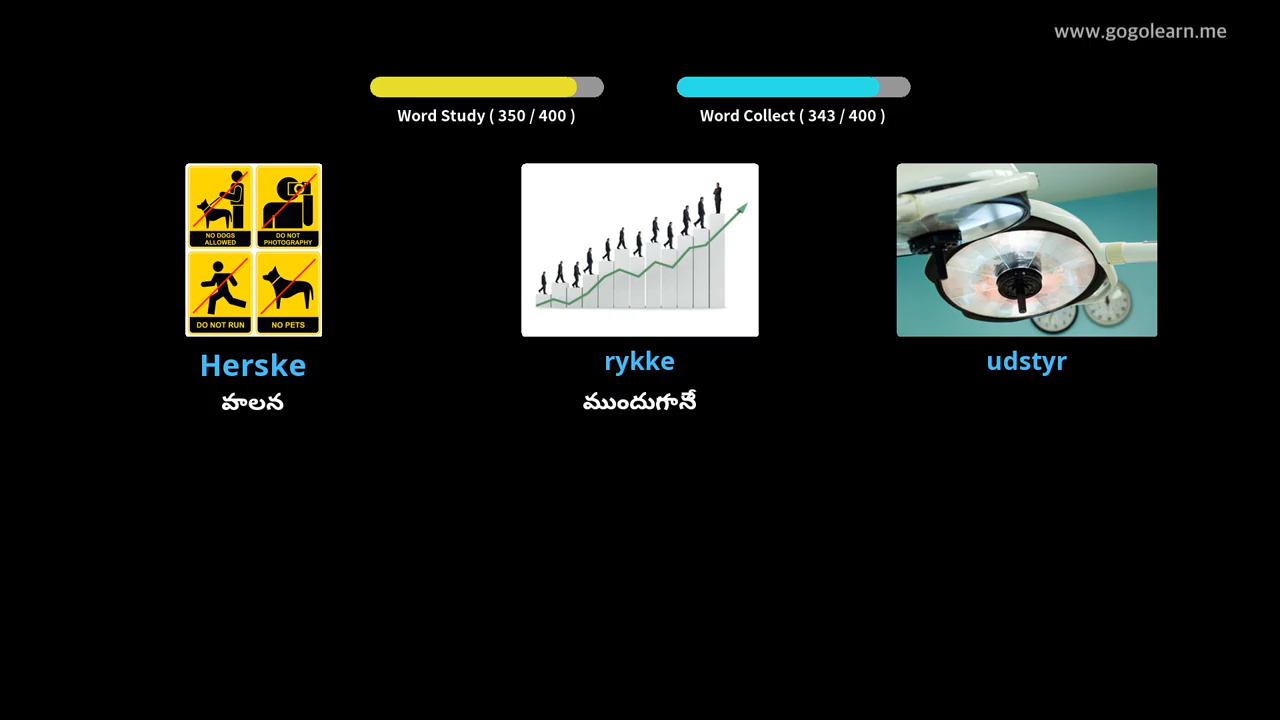 www.gogolearn.me
Word Study ( 350 / 400 )
Word Collect ( 343 / 400 )
NO DOGS
ALLOWED
DO NOT
PHOTOGRAPHY
DO NOT RUN
NO PETS
Herske
హాలన
rykke
ముందుగానే
udstyr